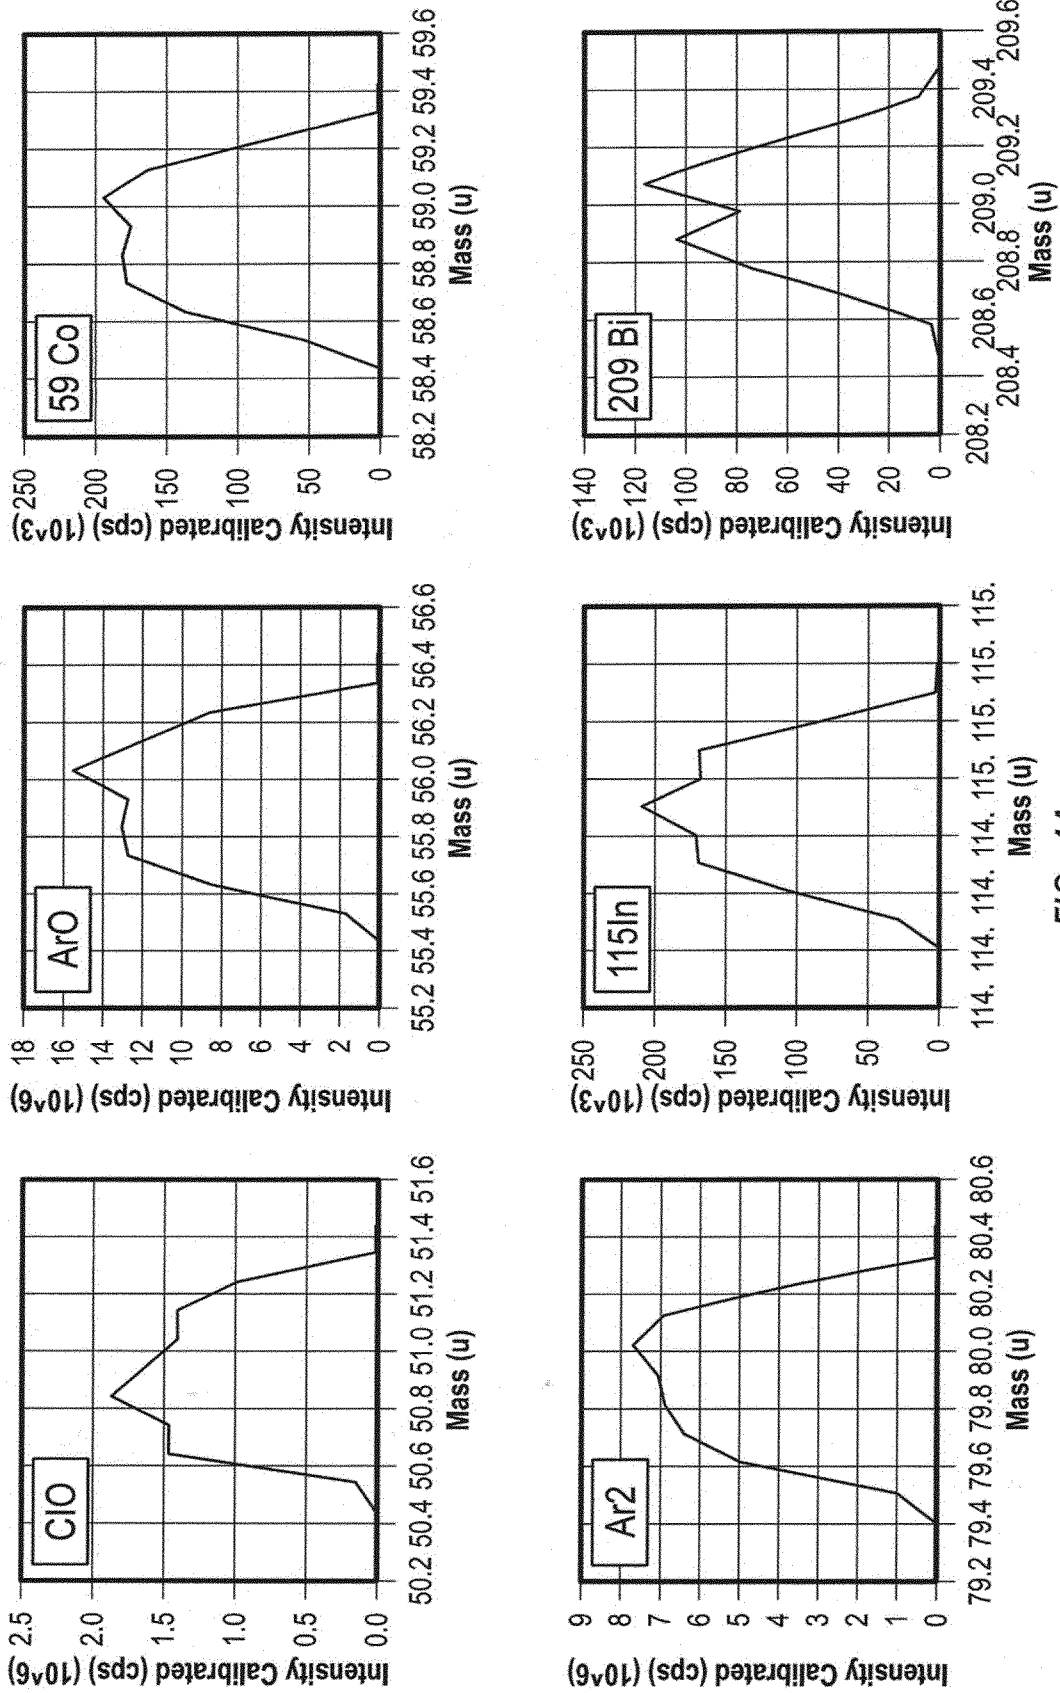 ClO
Intensity Calibrated (cps) (10^6)
2.5
2.0
1.5
1.0
0.5
0.0
50.2 50.4 50.6 50.8 51.0 51.2 51.4 51.6
Mass (u)
ArO
Intensity Calibrated (cps) (10^6)
18
16
14
12
10
8
6
4
2
0
55.2 55.4 55.6 55.8 56.0 56.2 56.4 56.6
Mass (u)
59 Co
Intensity Calibrated (cps) (10^3)
250
200
150
100
50
0
58.2 58.4 58.6 58.8 59.0 59.2 59.4 59.6
Mass (u)
Ar2
Intensity Calibrated (cps) (10^6)
9
8
7
6
5
4
3
2
1
0
79.2 79.4 79.6 79.8 80.0 80.2 80.4 80.6
Mass (u)
115In
Intensity Calibrated (cps) (10^3)
250
200
150
100
50
0
114. 114. 114. 114. 115. 115. 115. 115.
Mass (u)
209 Bi
Intensity Calibrated (cps) (10^3)
140
120
100
80
60
40
20
0
208.2 208.4 208.6 208.8 209.0 209.2 209.4 209.6
Mass (u)